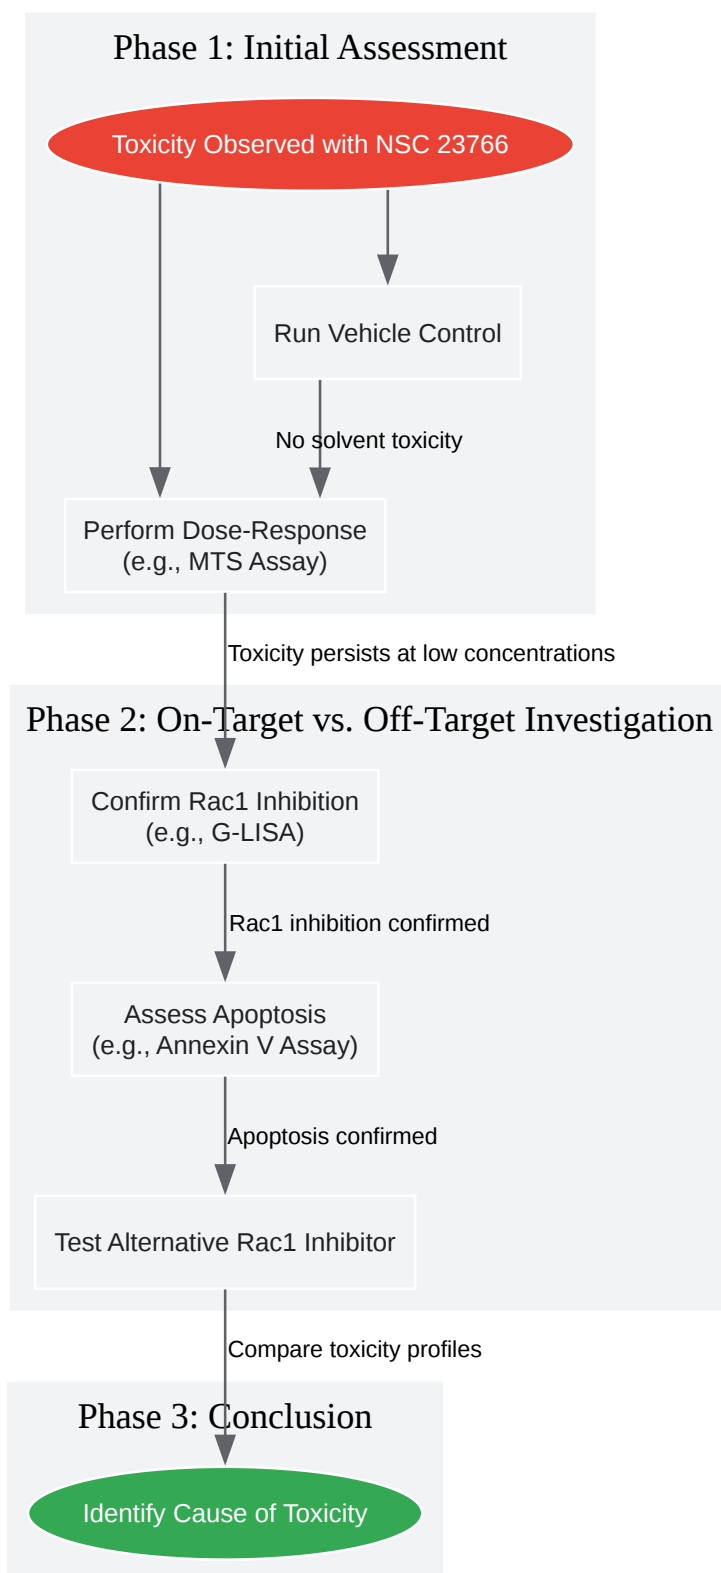 Phase 1: Initial Assessment
Toxicity Observed with NSC 23766
Run Vehicle Control
No solvent toxicity
Perform Dose-Response
(e.g., MTS Assay)
Toxicity persists at low concentrations
Phase 2: On-Target vs. Off-Target Investigation
Confirm Rac1 Inhibition
(e.g., G-LISA)
Rac1 inhibition confirmed
Assess Apoptosis
(e.g., Annexin V Assay)
Apoptosis confirmed
Test Alternative Rac1 Inhibitor
Compare toxicity profiles
Phase 3: Conclusion
Identify Cause of Toxicity